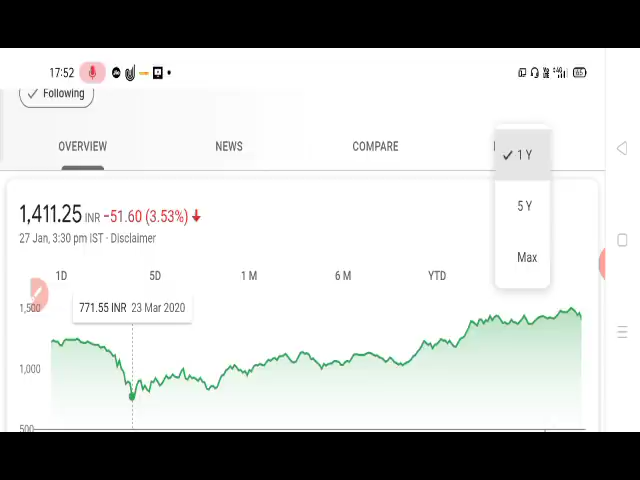 17:52
65
Following
OVERVIEW NEWS COMPARE
1 Y
5 Y
Max
1,411.25 INR -51.60 (3.53%)
27 Jan, 3:30 pm IST · Disclaimer
1D 5D 1 M 6 M YTD
771.55 INR 23 Mar 2020
1,500
1,000
500